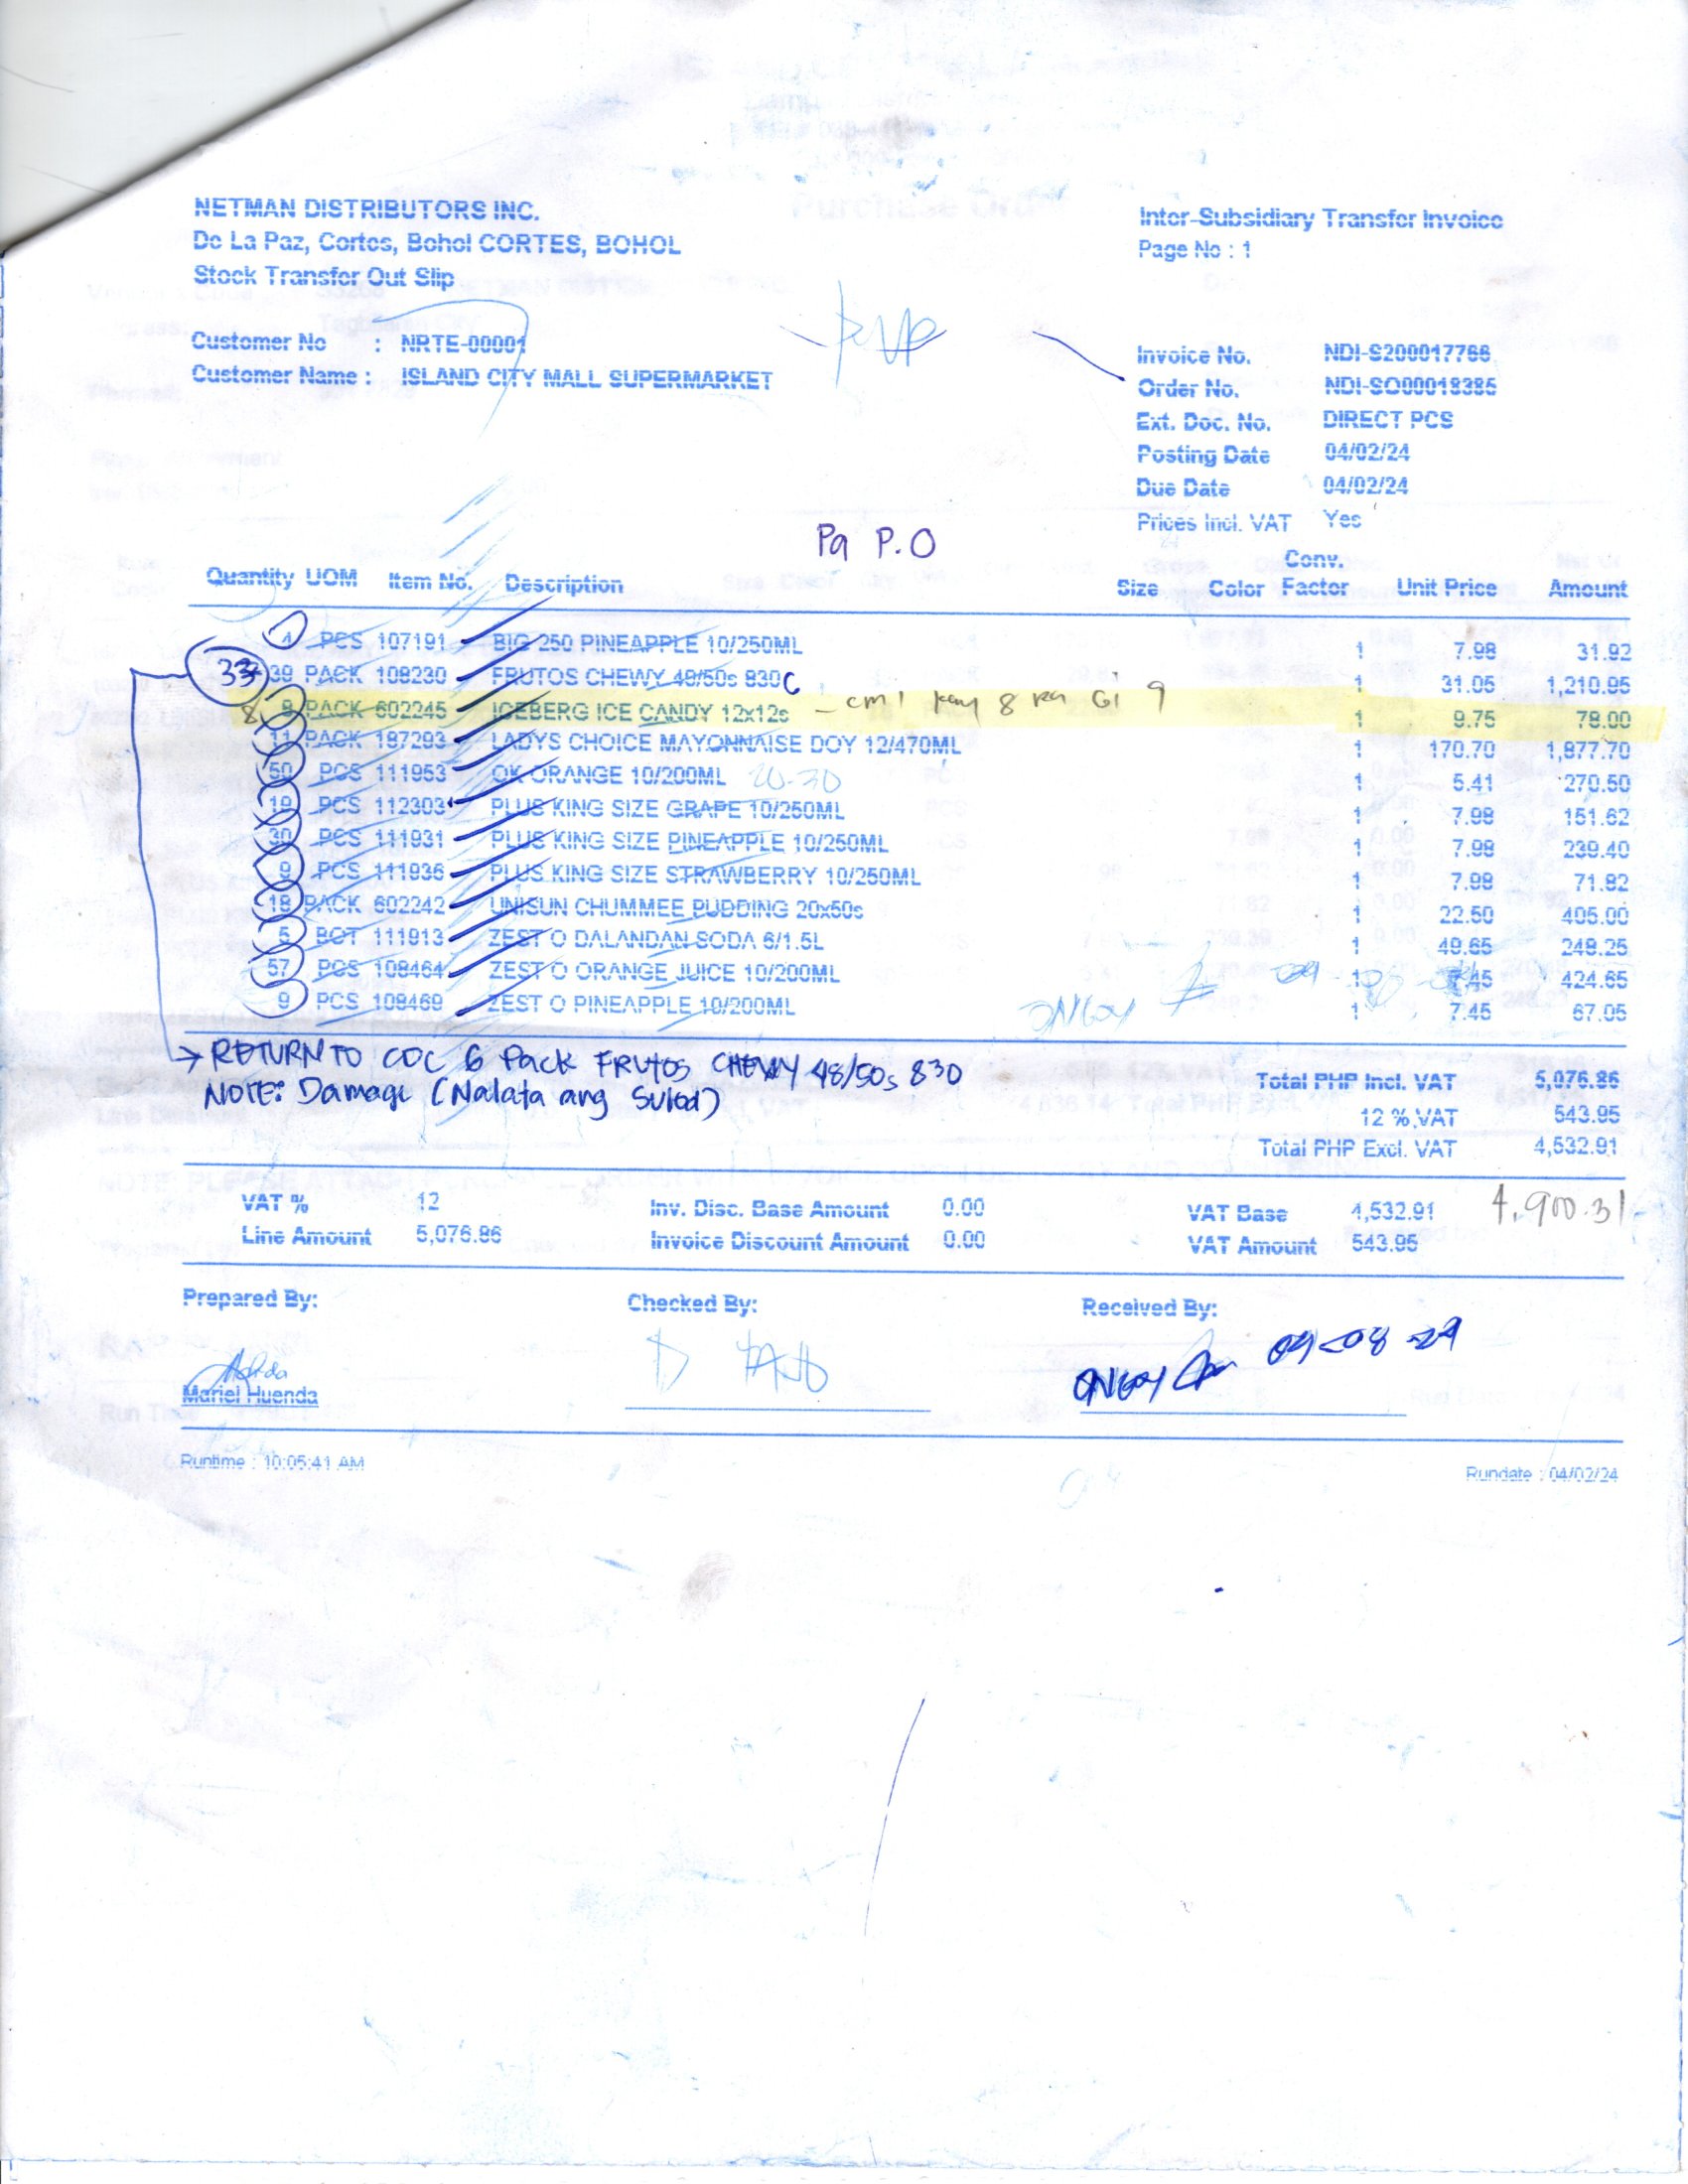 NETMAN DISTRIBUTORS INC.
De La Paz, Cortes, Bohol CORTES, BOHOL
Stock Transfer Out Slip
Inter-Subsidiary Transfer Invoice
Page No : 1
Customer No : NRTE-00001
Customer Name : ISLAND CITY MALL SUPERMARKET
Invoice No. NDI-S200017766
Order No. NDI-SO00018385
Ext. Doc. No. DIRECT PCS
Posting Date 04/02/24
Due Date 04/02/24
Prices Incl. VAT Yes
Pa P.O
Quantity UOM Item No. Description Size Color Conv. Factor Unit Price Amount
4 PCS 107191 BIG 250 PINEAPPLE 10/250ML 1 7.98 31.92
33 39 PACK 108230 FRUTOS CHEWY 48/50s 830C 1 31.05 1,210.95
8 8 PACK 602245 ICEBERG ICE CANDY 12x12s 8 9 1 9.75 78.00
11 PACK 187293 LADYS CHOICE MAYONNAISE DOY 12/470ML 1 170.70 1,877.70
50 PCS 111953 OK ORANGE 10/200ML 20-30 1 5.41 270.50
19 PCS 112303 PLUS KING SIZE GRAPE 10/250ML 1 7.98 151.62
30 PCS 111931 PLUS KING SIZE PINEAPPLE 10/250ML 1 7.98 239.40
9 PCS 111936 PLUS KING SIZE STRAWBERRY 10/250ML 1 7.98 71.82
18 PACK 602242 UNISUN CHUMMEE PUDDING 20x50s 1 22.50 405.00
5 BOT 111913 ZEST O DALANDAN SODA 6/1.5L 1 49.65 248.25
57 PCS 108464 ZEST O ORANGE JUICE 10/200ML 1 7.45 424.65
9 PCS 108469 ZEST O PINEAPPLE 10/200ML 1 7.45 67.05
→ RETURN TO CDC 6 Pack FRUTOS CHEWY 48/50s 830
NOTE: Damage (Nalata ang Sulod)
Total PHP Incl. VAT 5,076.86
12 % VAT 543.95
Total PHP Excl. VAT 4,532.91
VAT % 12 Inv. Disc. Base Amount 0.00 VAT Base 4,532.91 4,900.31
Line Amount 5,076.86 Invoice Discount Amount 0.00 VAT Amount 543.95
Prepared By: Checked By: Received By:
Mariel Huenda
Runtime : 10:05:41 AM Rundate : 04/02/24